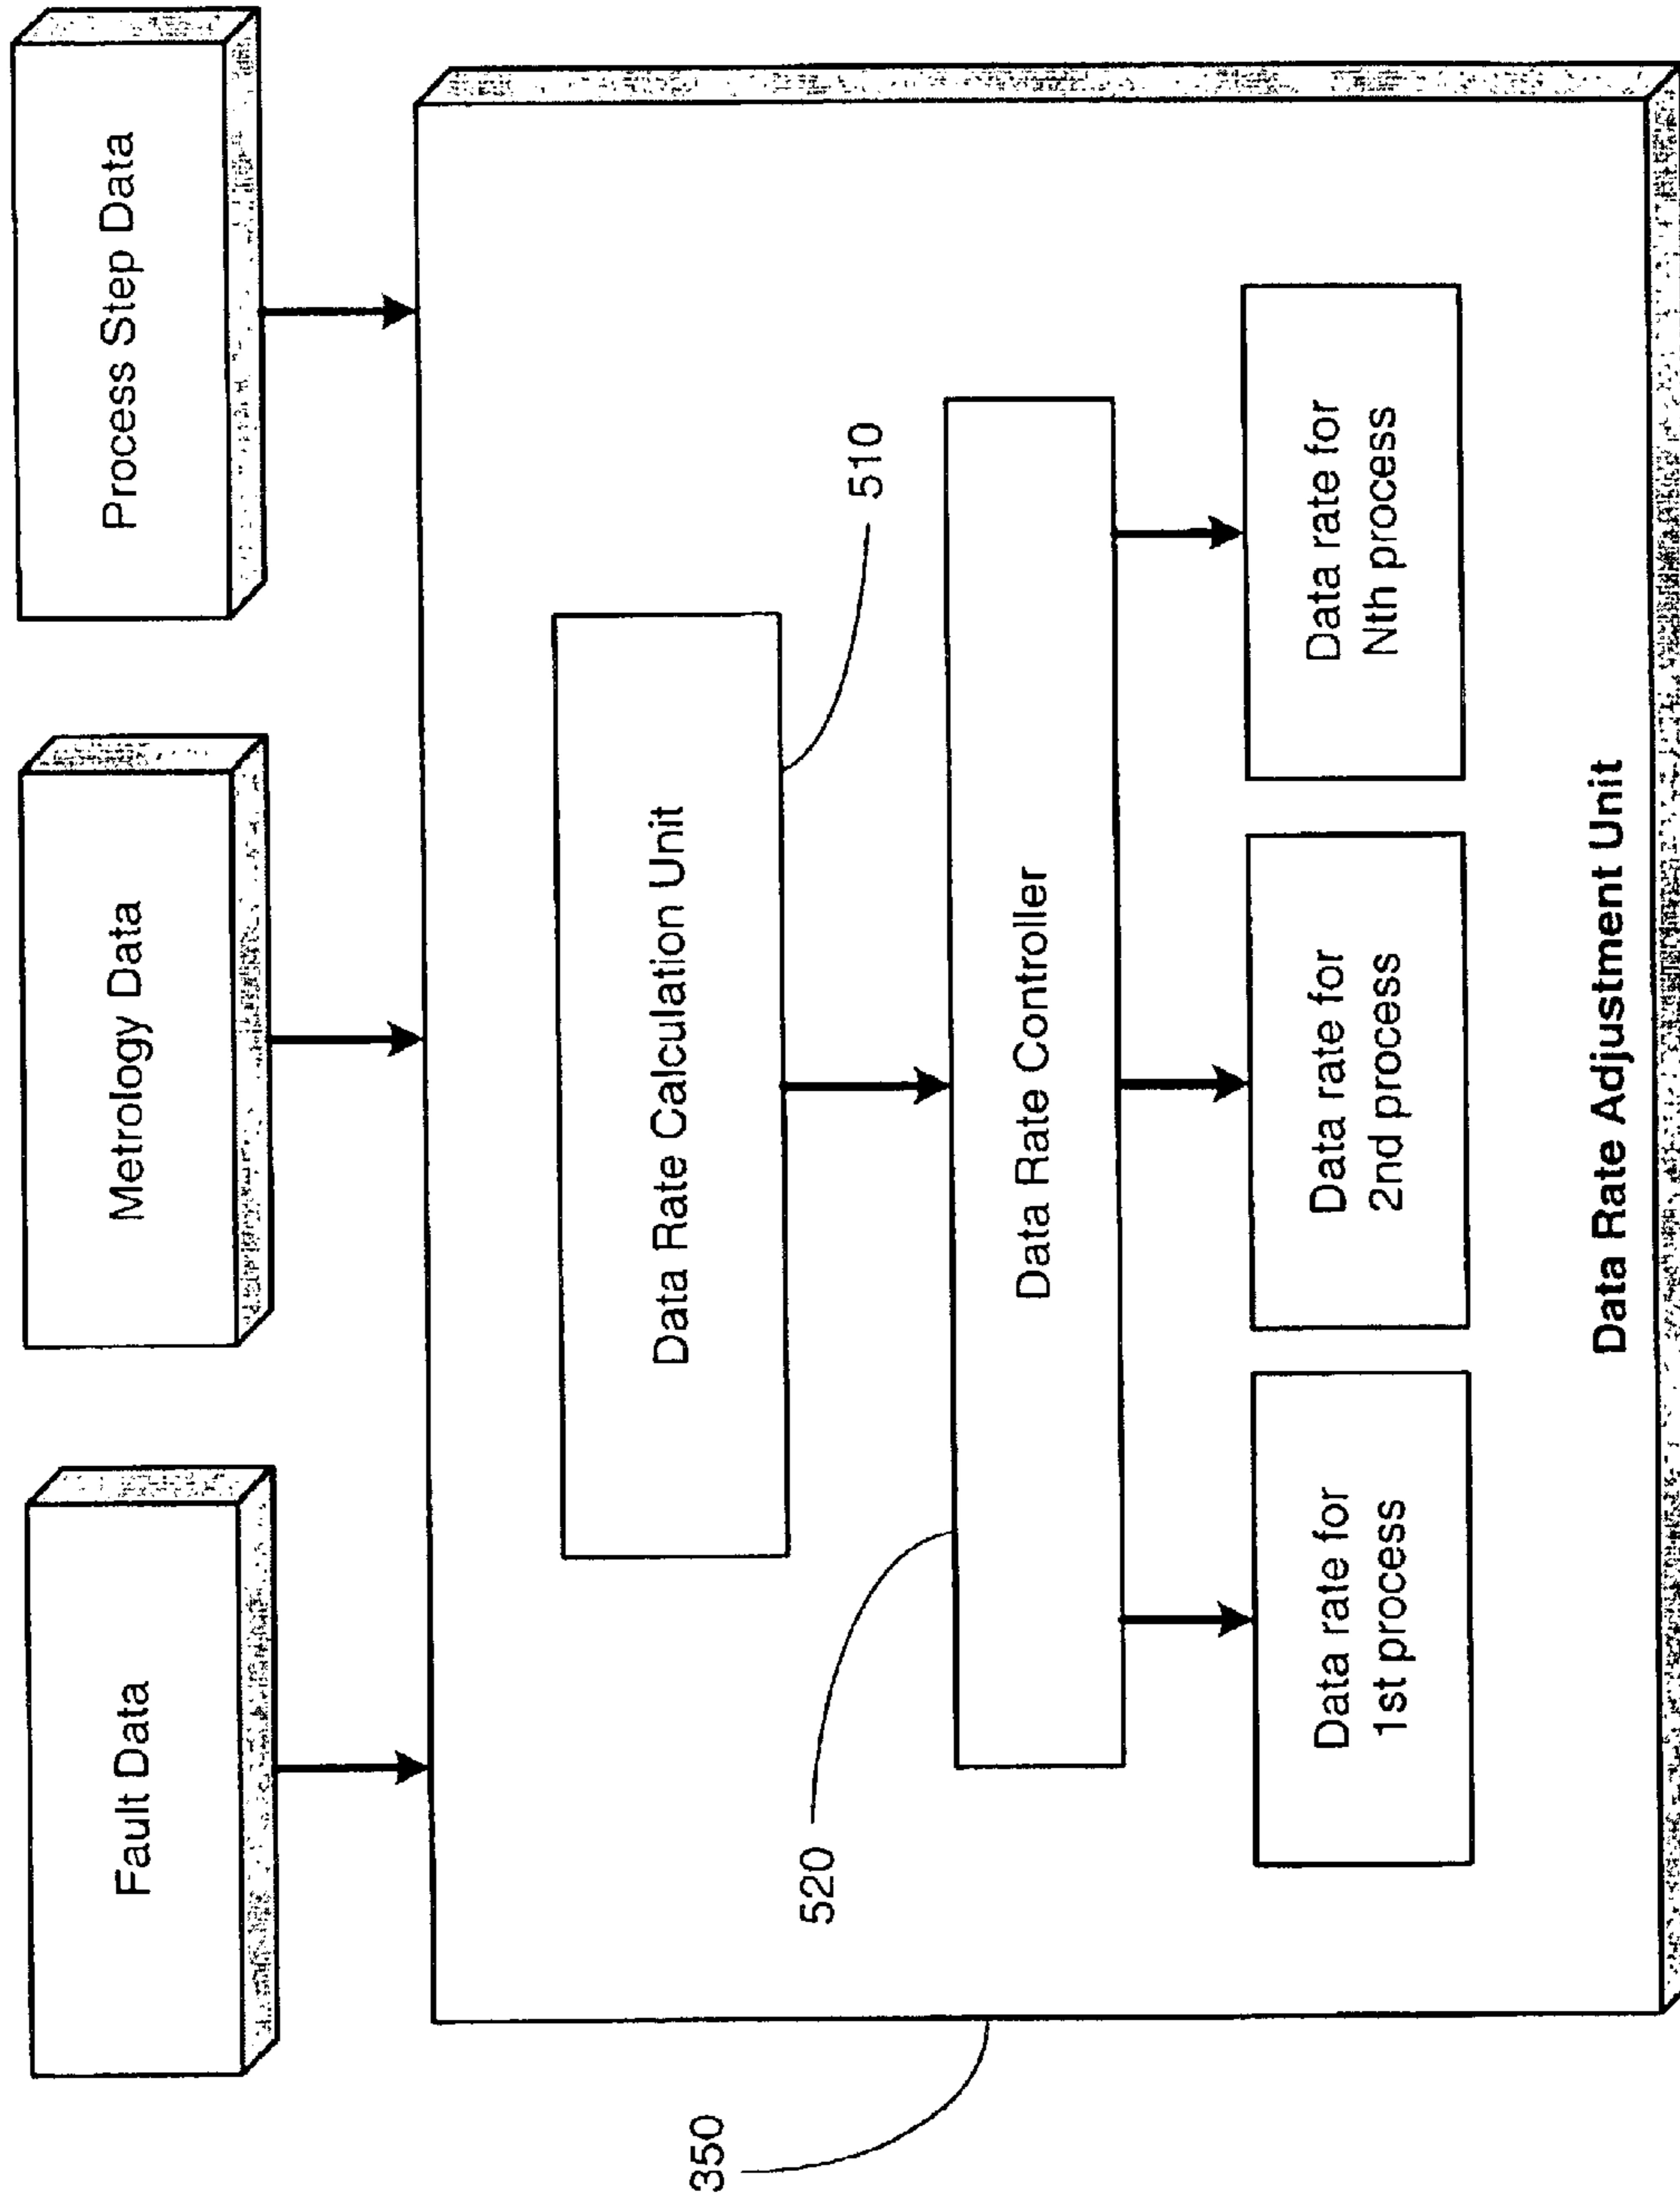 Fault Data
Metrology Data
Process Step Data
350
Data Rate Calculation Unit
510
520
Data Rate Controller
Data rate for
1st process
Data rate for
2nd process
Data rate for
Nth process
Data Rate Adjustment Unit